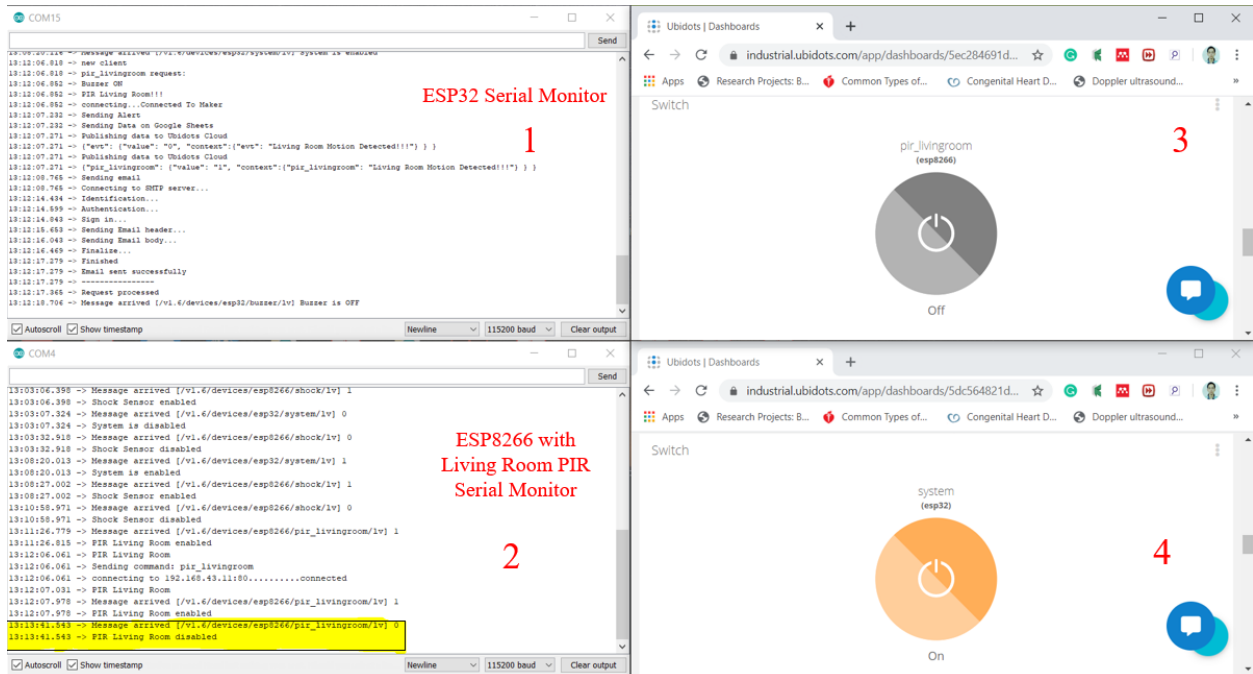 COM15
Send
13:08:20.116 -> Message arrived [/v1.6/devices/esp32/system/lv] System is enabled
13:12:06.818 -> new client
13:12:06.818 -> pir_livingroom request:
13:12:06.852 -> Buzzer ON
13:12:06.852 -> PIR Living Room!!!
13:12:06.852 -> connecting...Connected To Maker
13:12:07.232 -> Sending Alert
13:12:07.232 -> Sending Data on Google Sheets
13:12:07.271 -> Publishing data to Ubidots Cloud
13:12:07.271 -> {"evt": {"value": "0", "context":{"evt": "Living Room Motion Detected!!!"} } }
13:12:07.271 -> Publishing data to Ubidots Cloud
13:12:07.271 -> {"pir_livingroom": {"value": "1", "context":{"pir_livingroom": "Living Room Motion Detected!!!"} } }
13:12:08.765 -> Sending email
13:12:08.765 -> Connecting to SMTP server...
13:12:14.434 -> Identification...
13:12:14.599 -> Authentication...
13:12:14.843 -> Sign in...
13:12:15.653 -> Sending Email header...
13:12:16.043 -> Sending Email body...
13:12:16.469 -> Finalize...
13:12:17.279 -> Finished
13:12:17.279 -> Email sent successfully
13:12:17.279 -> ----------------
13:12:17.365 -> Request processed
13:12:18.706 -> Message arrived [/v1.6/devices/esp32/buzzer/lv] Buzzer is OFF
ESP32 Serial Monitor
1
Autoscroll Show timestamp Newline 115200 baud Clear output
Ubidots | Dashboards
industrial.ubidots.com/app/dashboards/5ec284691d...
Apps Research Projects: B... Common Types of... Congenital Heart D... Doppler ultrasound... »
Switch
3
pir_livingroom
(esp8266)
Off
COM4
Send
13:03:06.398 -> Message arrived [/v1.6/devices/esp8266/shock/lv] 1
13:03:06.398 -> Shock Sensor enabled
13:03:07.324 -> Message arrived [/v1.6/devices/esp32/system/lv] 0
13:03:07.324 -> System is disabled
13:03:32.918 -> Message arrived [/v1.6/devices/esp8266/shock/lv] 0
13:03:32.918 -> Shock Sensor disabled
13:08:20.013 -> Message arrived [/v1.6/devices/esp32/system/lv] 1
13:08:20.013 -> System is enabled
13:08:27.002 -> Message arrived [/v1.6/devices/esp8266/shock/lv] 1
13:08:27.002 -> Shock Sensor enabled
13:10:58.971 -> Message arrived [/v1.6/devices/esp8266/shock/lv] 0
13:10:58.971 -> Shock Sensor disabled
13:11:26.779 -> Message arrived [/v1.6/devices/esp8266/pir_livingroom/lv] 1
13:11:26.815 -> PIR Living Room enabled
13:12:06.061 -> PIR Living Room
13:12:06.061 -> Sending command: pir_livingroom
13:12:06.061 -> connecting to 192.168.43.11:80..........connected
13:12:07.031 -> PIR Living Room
13:12:07.978 -> Message arrived [/v1.6/devices/esp8266/pir_livingroom/lv] 1
13:12:07.978 -> PIR Living Room enabled
13:13:41.543 -> Message arrived [/v1.6/devices/esp8266/pir_livingroom/lv] 0
13:13:41.543 -> PIR Living Room disabled
ESP8266 with
Living Room PIR
Serial Monitor
2
Autoscroll Show timestamp Newline 115200 baud Clear output
Ubidots | Dashboards
industrial.ubidots.com/app/dashboards/5dc564821d...
Apps Research Projects: B... Common Types of... Congenital Heart D... Doppler ultrasound... »
Switch
system
(esp32)
4
On